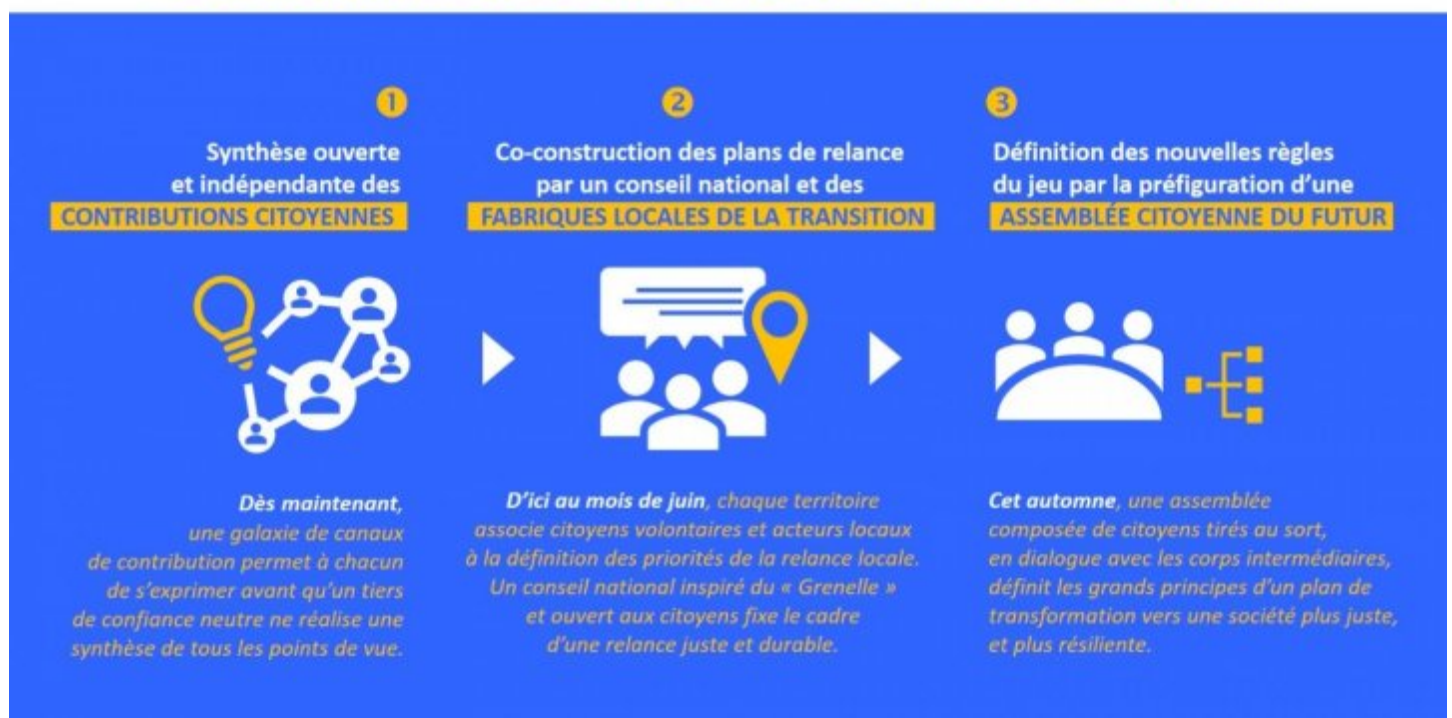 1
Synthèse ouverte
et indépendante des
CONTRIBUTIONS CITOYENNES
Dès maintenant,
une galaxie de canaux
de contribution permet à chacun
de s'exprimer avant qu'un tiers
de confiance neutre ne réalise une
synthèse de tous les points de vue.
2
Co-construction des plans de relance
par un conseil national et des
FABRIQUES LOCALES DE LA TRANSITION
D'ici au mois de juin, chaque territoire
associe citoyens volontaires et acteurs locaux
à la définition des priorités de la relance locale.
Un conseil national inspiré du « Grenelle »
et ouvert aux citoyens fixe le cadre
d'une relance juste et durable.
3
Définition des nouvelles règles
du jeu par la préfiguration d'une
ASSEMBLÉE CITOYENNE DU FUTUR
Cet automne, une assemblée
composée de citoyens tirés au sort,
en dialogue avec les corps intermédiaires,
définit les grands principes d'un plan de
transformation vers une société plus juste,
et plus résiliente.